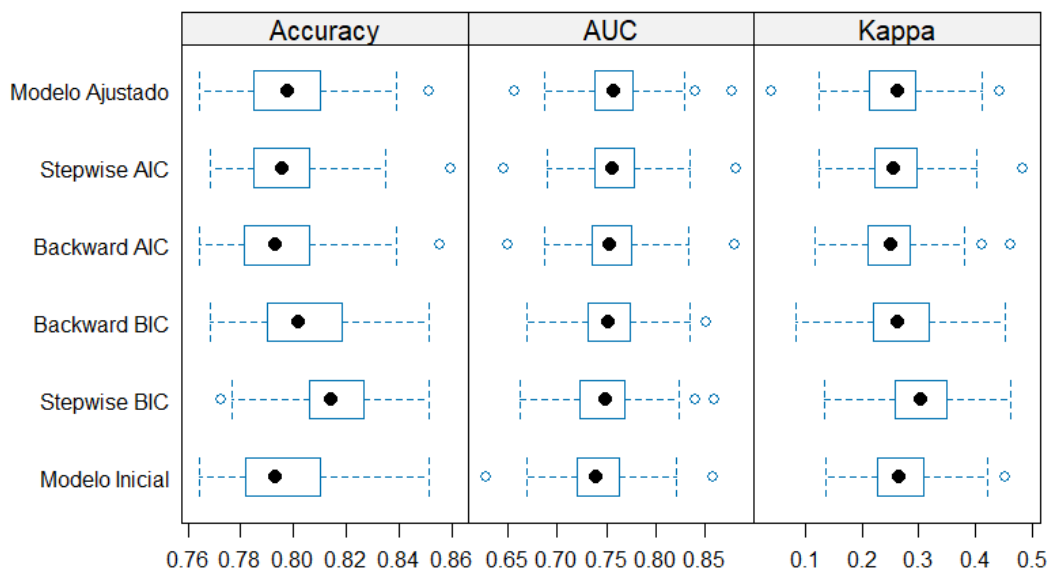 Accuracy AUC Kappa
Modelo Ajustado
Stepwise AIC
Backward AIC
Backward BIC
Stepwise BIC
Modelo Inicial
0.76 0.78 0.80 0.82 0.84 0.86 0.65 0.70 0.75 0.80 0.85 0.1 0.2 0.3 0.4 0.5